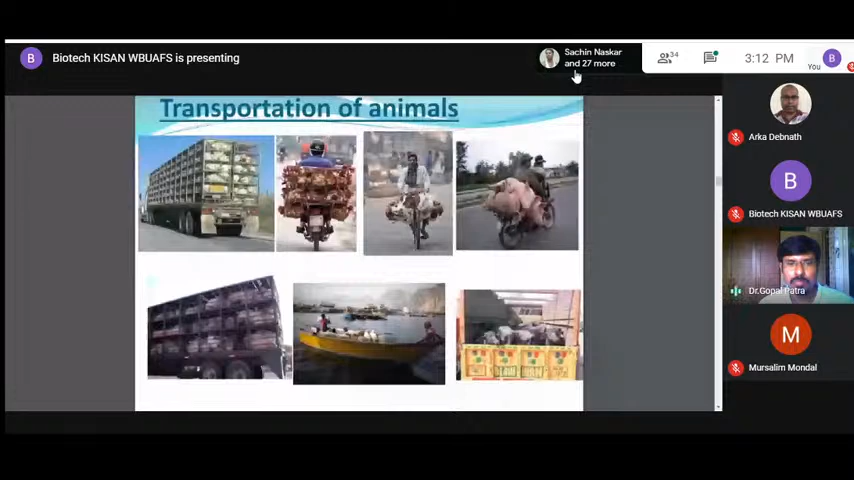 B
Biotech KISAN WBUAFS is presenting
Sachin Naskar
and 27 more
34
3:12 PM
You
B
Transportation of animals
Arka Debnath
B
Biotech KISAN WBUAFS
Dr.Gopal Patra
M
Mursalim Mondal